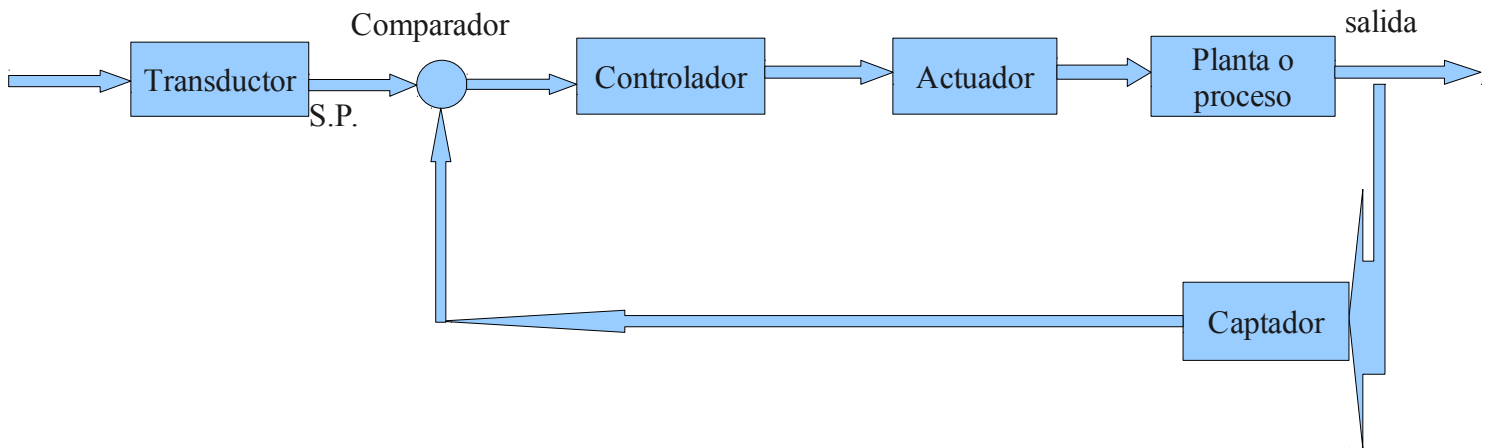 Comparador
salida
Transductor
S.P.
Controlador
Actuador
Planta o
proceso
Captador